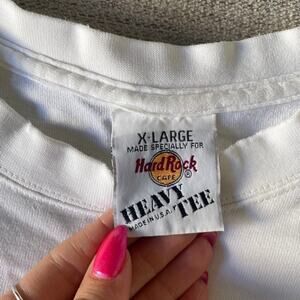 X-LARGE
MADE SPECIALLY FOR
Hard Rock
CAFE
HEAVY TEE
MADE IN U.S.A.